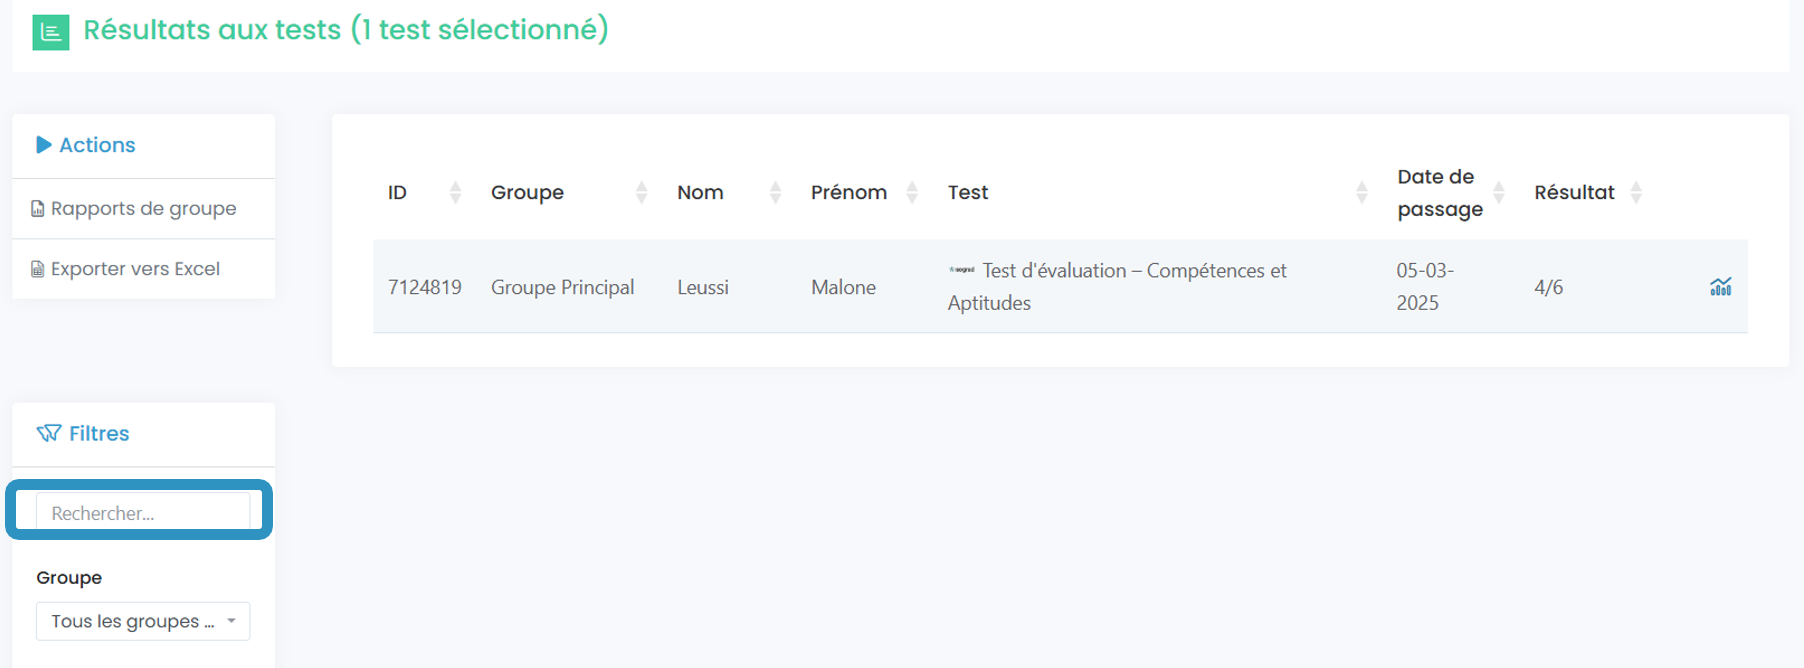 Résultats aux tests (1 test sélectionné)
Actions
Rapports de groupe
Exporter vers Excel
ID Groupe Nom Prénom Test Date de passage Résultat
7124819 Groupe Principal Leussi Malone Test d'évaluation – Compétences et Aptitudes 05-03-2025 4/6
Filtres
Rechercher...
Groupe
Tous les groupes ...